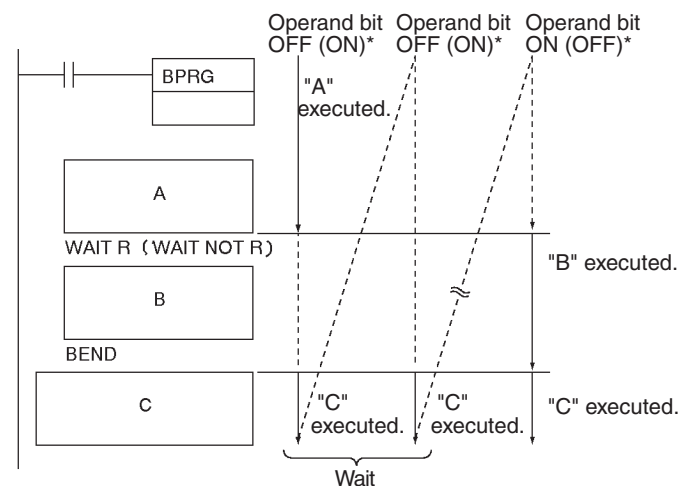 Operand bit
OFF (ON)*
Operand bit
OFF (ON)*
Operand bit
ON (OFF)*
BPRG
"A"
executed.
A
WAIT R (WAIT NOT R)
"B" executed.
B
BEND
C
"C"
executed.
"C"
executed.
"C" executed.
Wait